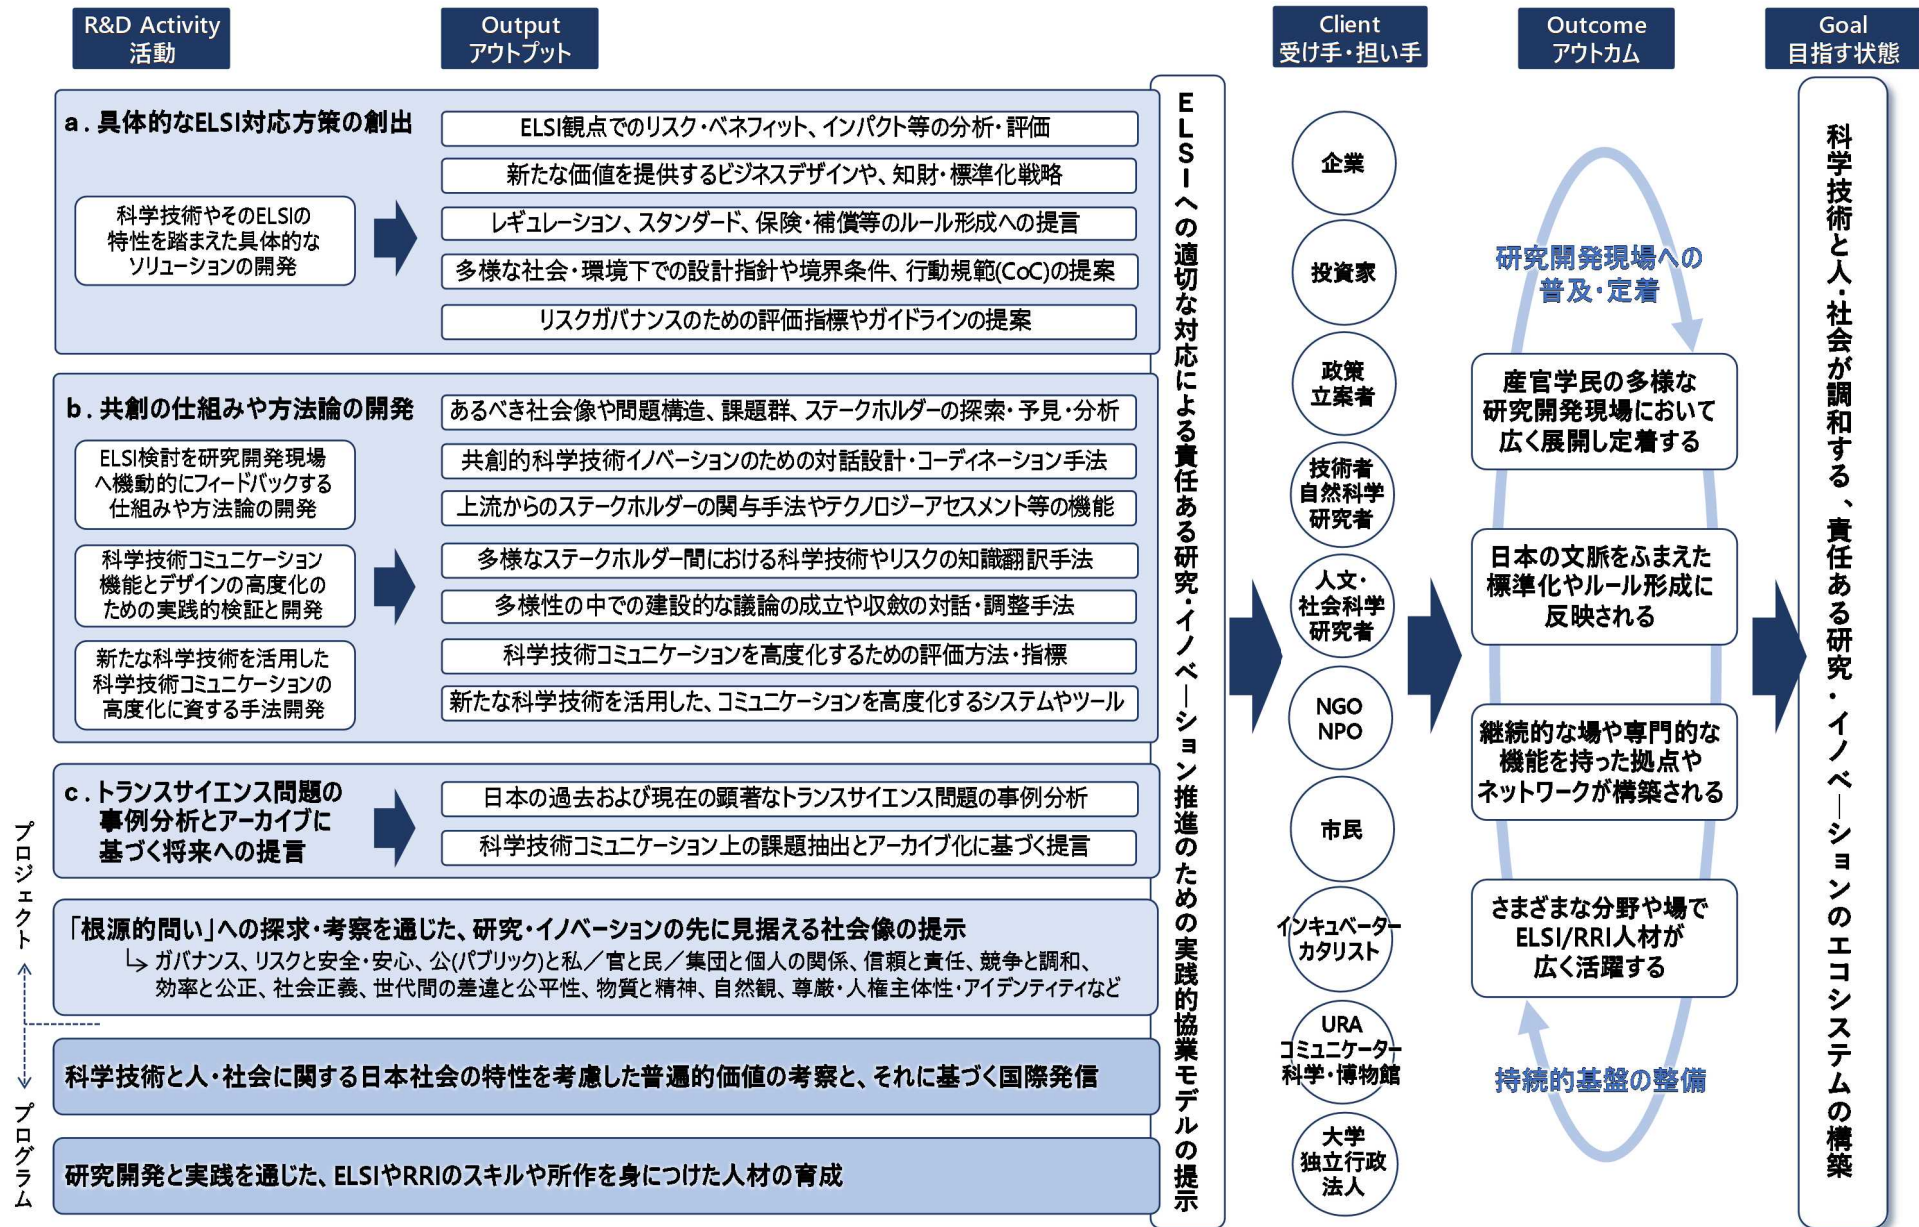 R&D Activity
活動
Output
アウトプット
Client
受け手・担い手
Outcome
アウトカム
Goal
目指す状態
a．具体的なELSI対応方策の創出
科学技術やそのELSIの
特性を踏まえた具体的な
ソリューションの開発
ELSI観点でのリスク・ベネフィット、インパクト等の分析・評価
新たな価値を提供するビジネスデザインや、知財・標準化戦略
レギュレーション、スタンダード、保険・補償等のルール形成への提言
多様な社会・環境下での設計指針や境界条件、行動規範(CoC)の提案
リスクガバナンスのための評価指標やガイドラインの提案
b．共創の仕組みや方法論の開発
ELSI検討を研究開発現場
へ機動的にフィードバックする
仕組みや方法論の開発
科学技術コミュニケーション
機能とデザインの高度化の
ための実践的検証と開発
新たな科学技術を活用した
科学技術コミュニケーションの
高度化に資する手法開発
あるべき社会像や問題構造、課題群、ステークホルダーの探索・予見・分析
共創的科学技術イノベーションのための対話設計・コーディネーション手法
上流からのステークホルダーの関与手法やテクノロジーアセスメント等の機能
多様なステークホルダー間における科学技術やリスクの知識翻訳手法
多様性の中での建設的な議論の成立や収斂の対話・調整手法
科学技術コミュニケーションを高度化するための評価方法・指標
新たな科学技術を活用した、コミュニケーションを高度化するシステムやツール
c．トランスサイエンス問題の
事例分析とアーカイブに
基づく将来への提言
日本の過去および現在の顕著なトランスサイエンス問題の事例分析
科学技術コミュニケーション上の課題抽出とアーカイブ化に基づく提言
「根源的問い」への探求・考察を通じた、研究・イノベーションの先に見据える社会像の提示
ガバナンス、リスクと安全・安心、公(パブリック)と私／官と民／集団と個人の関係、信頼と責任、競争と調和、
効率と公正、社会正義、世代間の差違と公平性、物質と精神、自然観、尊厳・人権主体性・アイデンティティなど
科学技術と人・社会に関する日本社会の特性を考慮した普遍的価値の考察と、それに基づく国際発信
研究開発と実践を通じた、ELSIやRRIのスキルや所作を身につけた人材の育成
プロジェクト
プログラム
ELSIへの適切な対応による責任ある研究・イノベーション推進のための実践的協業モデルの提示
企業
投資家
政策
立案者
技術者
自然科学
研究者
人文・
社会科学
研究者
NGO
NPO
市民
インキュベーター
カタリスト
URA
コミュニケーター
科学・博物館
大学
独立行政
法人
研究開発現場への
普及・定着
産官学民の多様な
研究開発現場において
広く展開し定着する
日本の文脈をふまえた
標準化やルール形成に
反映される
継続的な場や専門的な
機能を持った拠点や
ネットワークが構築される
さまざまな分野や場で
ELSI/RRI人材が
広く活躍する
持続的基盤の整備
科学技術と人・社会が調和する、責任ある研究・イノベーションのエコシステムの構築